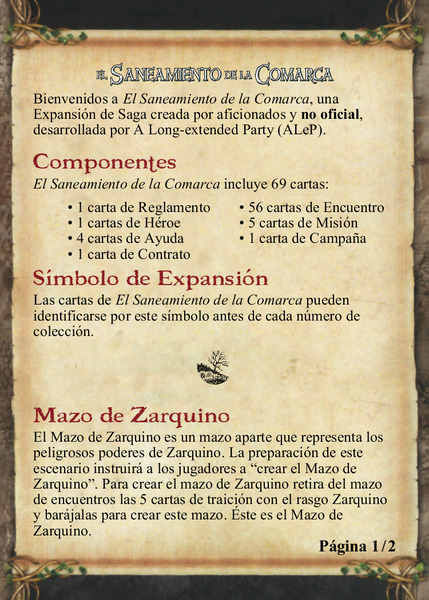 EL SANEAMIENTO DE LA COMARCA
Bienvenidos a El Saneamiento de la Comarca, una
Expansión de Saga creada por aficionados y no oficial,
desarrollada por A Long-extended Party (ALeP).
Componentes
El Saneamiento de la Comarca incluye 69 cartas:
• 1 carta de Reglamento
• 1 cartas de Héroe
• 4 cartas de Ayuda
• 1 carta de Contrato
• 56 cartas de Encuentro
• 5 cartas de Misión
• 1 carta de Campaña
Símbolo de Expansión
Las cartas de El Saneamiento de la Comarca pueden
identificarse por este símbolo antes de cada número de
colección.
Mazo de Zarquino
El Mazo de Zarquino es un mazo aparte que representa los
peligrosos poderes de Zarquino. La preparación de este
escenario instruirá a los jugadores a “crear el Mazo de
Zarquino”. Para crear el mazo de Zarquino retira del mazo
de encuentros las 5 cartas de traición con el rasgo Zarquino
y barájalas para crear este mazo. Éste es el Mazo de
Zarquino.
Página 1/2